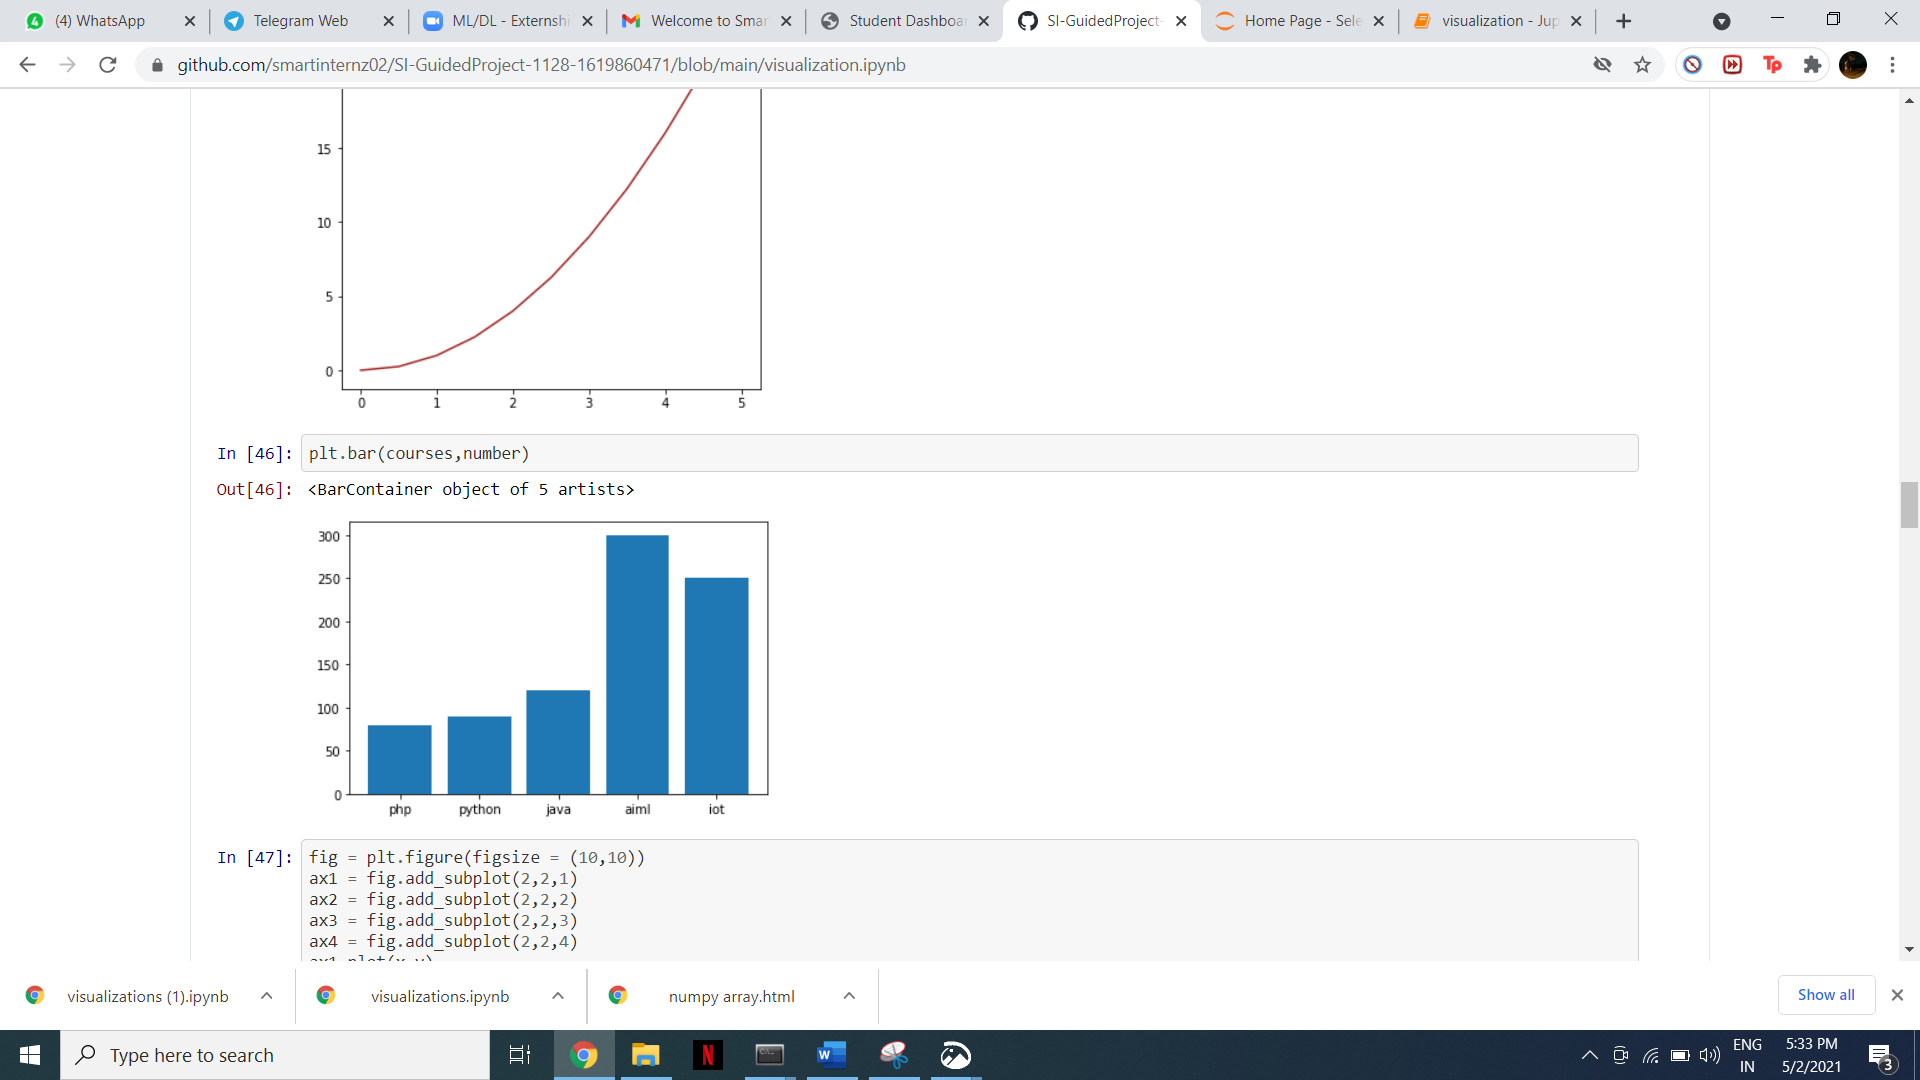 (4) WhatsApp
Telegram Web
ML/DL - Externshi
Welcome to Smar
Student Dashboar
SI-GuidedProject-
Home Page - Sele
visualization - Jup
github.com/smartinternz02/SI-GuidedProject-1128-1619860471/blob/main/visualization.ipynb
15
10
5
0
0 1 2 3 4 5
In [46]: plt.bar(courses,number)
Out[46]: <BarContainer object of 5 artists>
300
250
200
150
100
50
0
php python java aiml iot
In [47]: fig = plt.figure(figsize = (10,10))
ax1 = fig.add_subplot(2,2,1)
ax2 = fig.add_subplot(2,2,2)
ax3 = fig.add_subplot(2,2,3)
ax4 = fig.add_subplot(2,2,4)
ax1.plot(x,y)
visualizations (1).ipynb
visualizations.ipynb
numpy array.html
Show all
Type here to search
ENG
IN
5:33 PM
5/2/2021
3